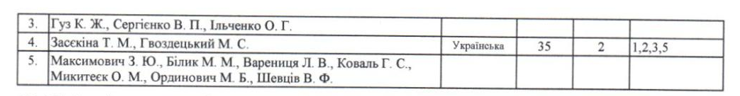 3. Гуз К. Ж., Сергієнко В. П., Ільченко О. Г.
4. Засєкіна Т. М., Гвоздецький М. С. Українська 35 2 1,2,3,5
5. Максимович З. Ю., Білик М. М., Варениця Л. В., Коваль Г. С.,
Микитеєк О. М., Ординович М. Б., Шевців В. Ф.